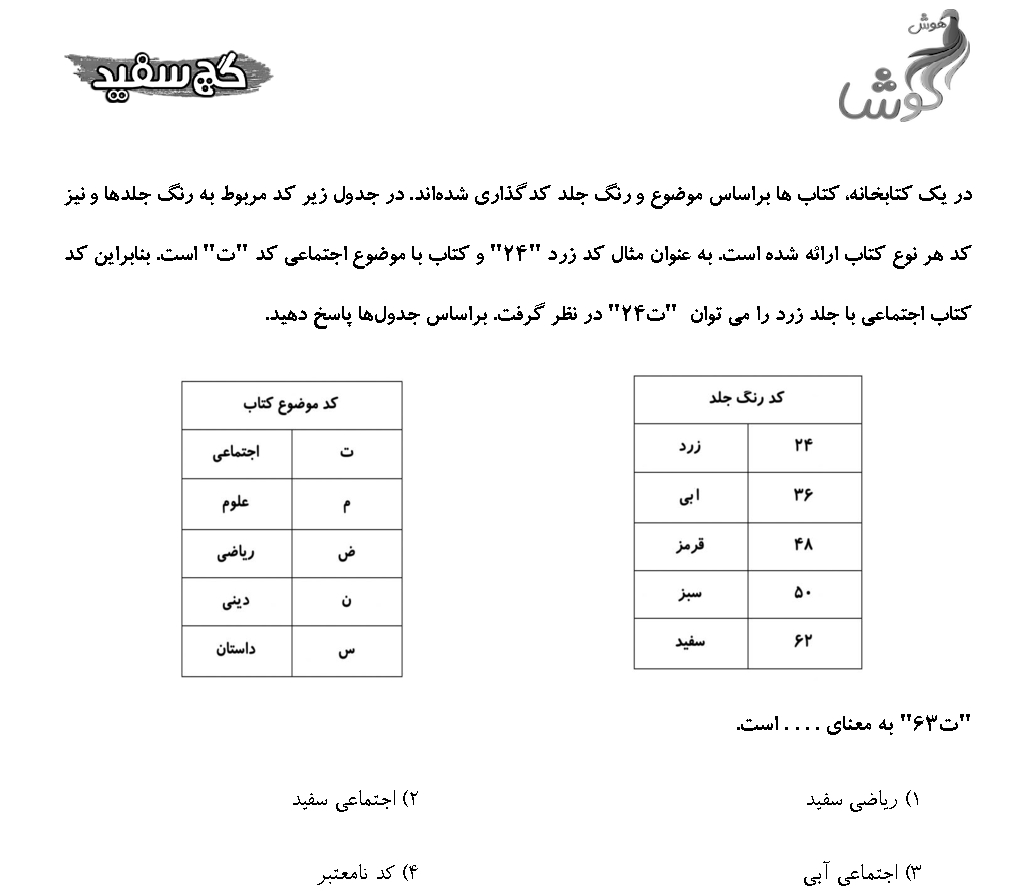 هوش
کوشا
گچ سفید
در یک کتابخانه، کتاب ها براساس موضوع و رنگ جلد کدگذاری شده‌اند. در جدول زیر کد مربوط به رنگ جلدها و نیز
کد هر نوع کتاب ارائه شده است. به عنوان مثال کد زرد "۲۴" و کتاب با موضوع اجتماعی کد "ت" است. بنابراین کد
کتاب اجتماعی با جلد زرد را می توان "ت۲۴" در نظر گرفت. براساس جدول‌ها پاسخ دهید.
کد رنگ جلد
۲۴ زرد
۳۶ ابی
۴۸ قرمز
۵۰ سبز
۶۲ سفید
کد موضوع کتاب
ت اجتماعی
م علوم
ض ریاضی
ن دینی
س داستان
"ت۶۳" به معنای . . . . است.
۱) ریاضی سفید ۲) اجتماعی سفید
۳) اجتماعی آبی ۴) کد نامعتبر